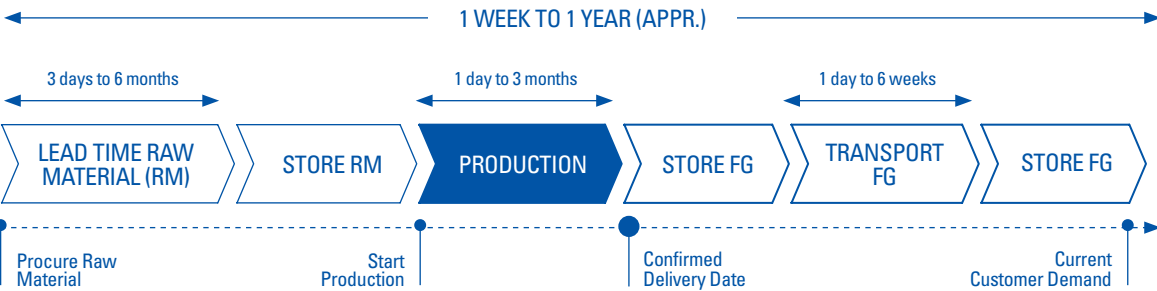 1 WEEK TO 1 YEAR (APPR.)
3 days to 6 months
1 day to 3 months
1 day to 6 weeks
LEAD TIME RAW
MATERIAL (RM)
STORE RM
PRODUCTION
STORE FG
TRANSPORT
FG
STORE FG
Procure Raw
Material
Start
Production
Confirmed
Delivery Date
Current
Customer Demand